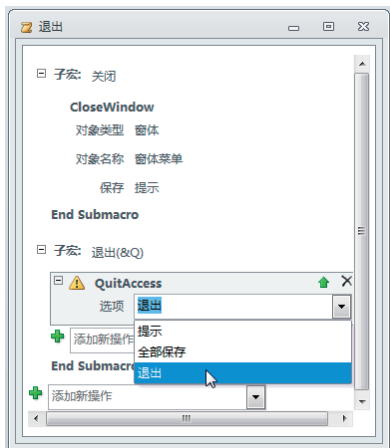 退出
子宏: 关闭
CloseWindow
对象类型 窗体
对象名称 窗体菜单
保存 提示
End Submacro
子宏: 退出(&Q)
QuitAccess
选项 退出
提示
添加新操作
全部保存
End Submacro
退出
添加新操作